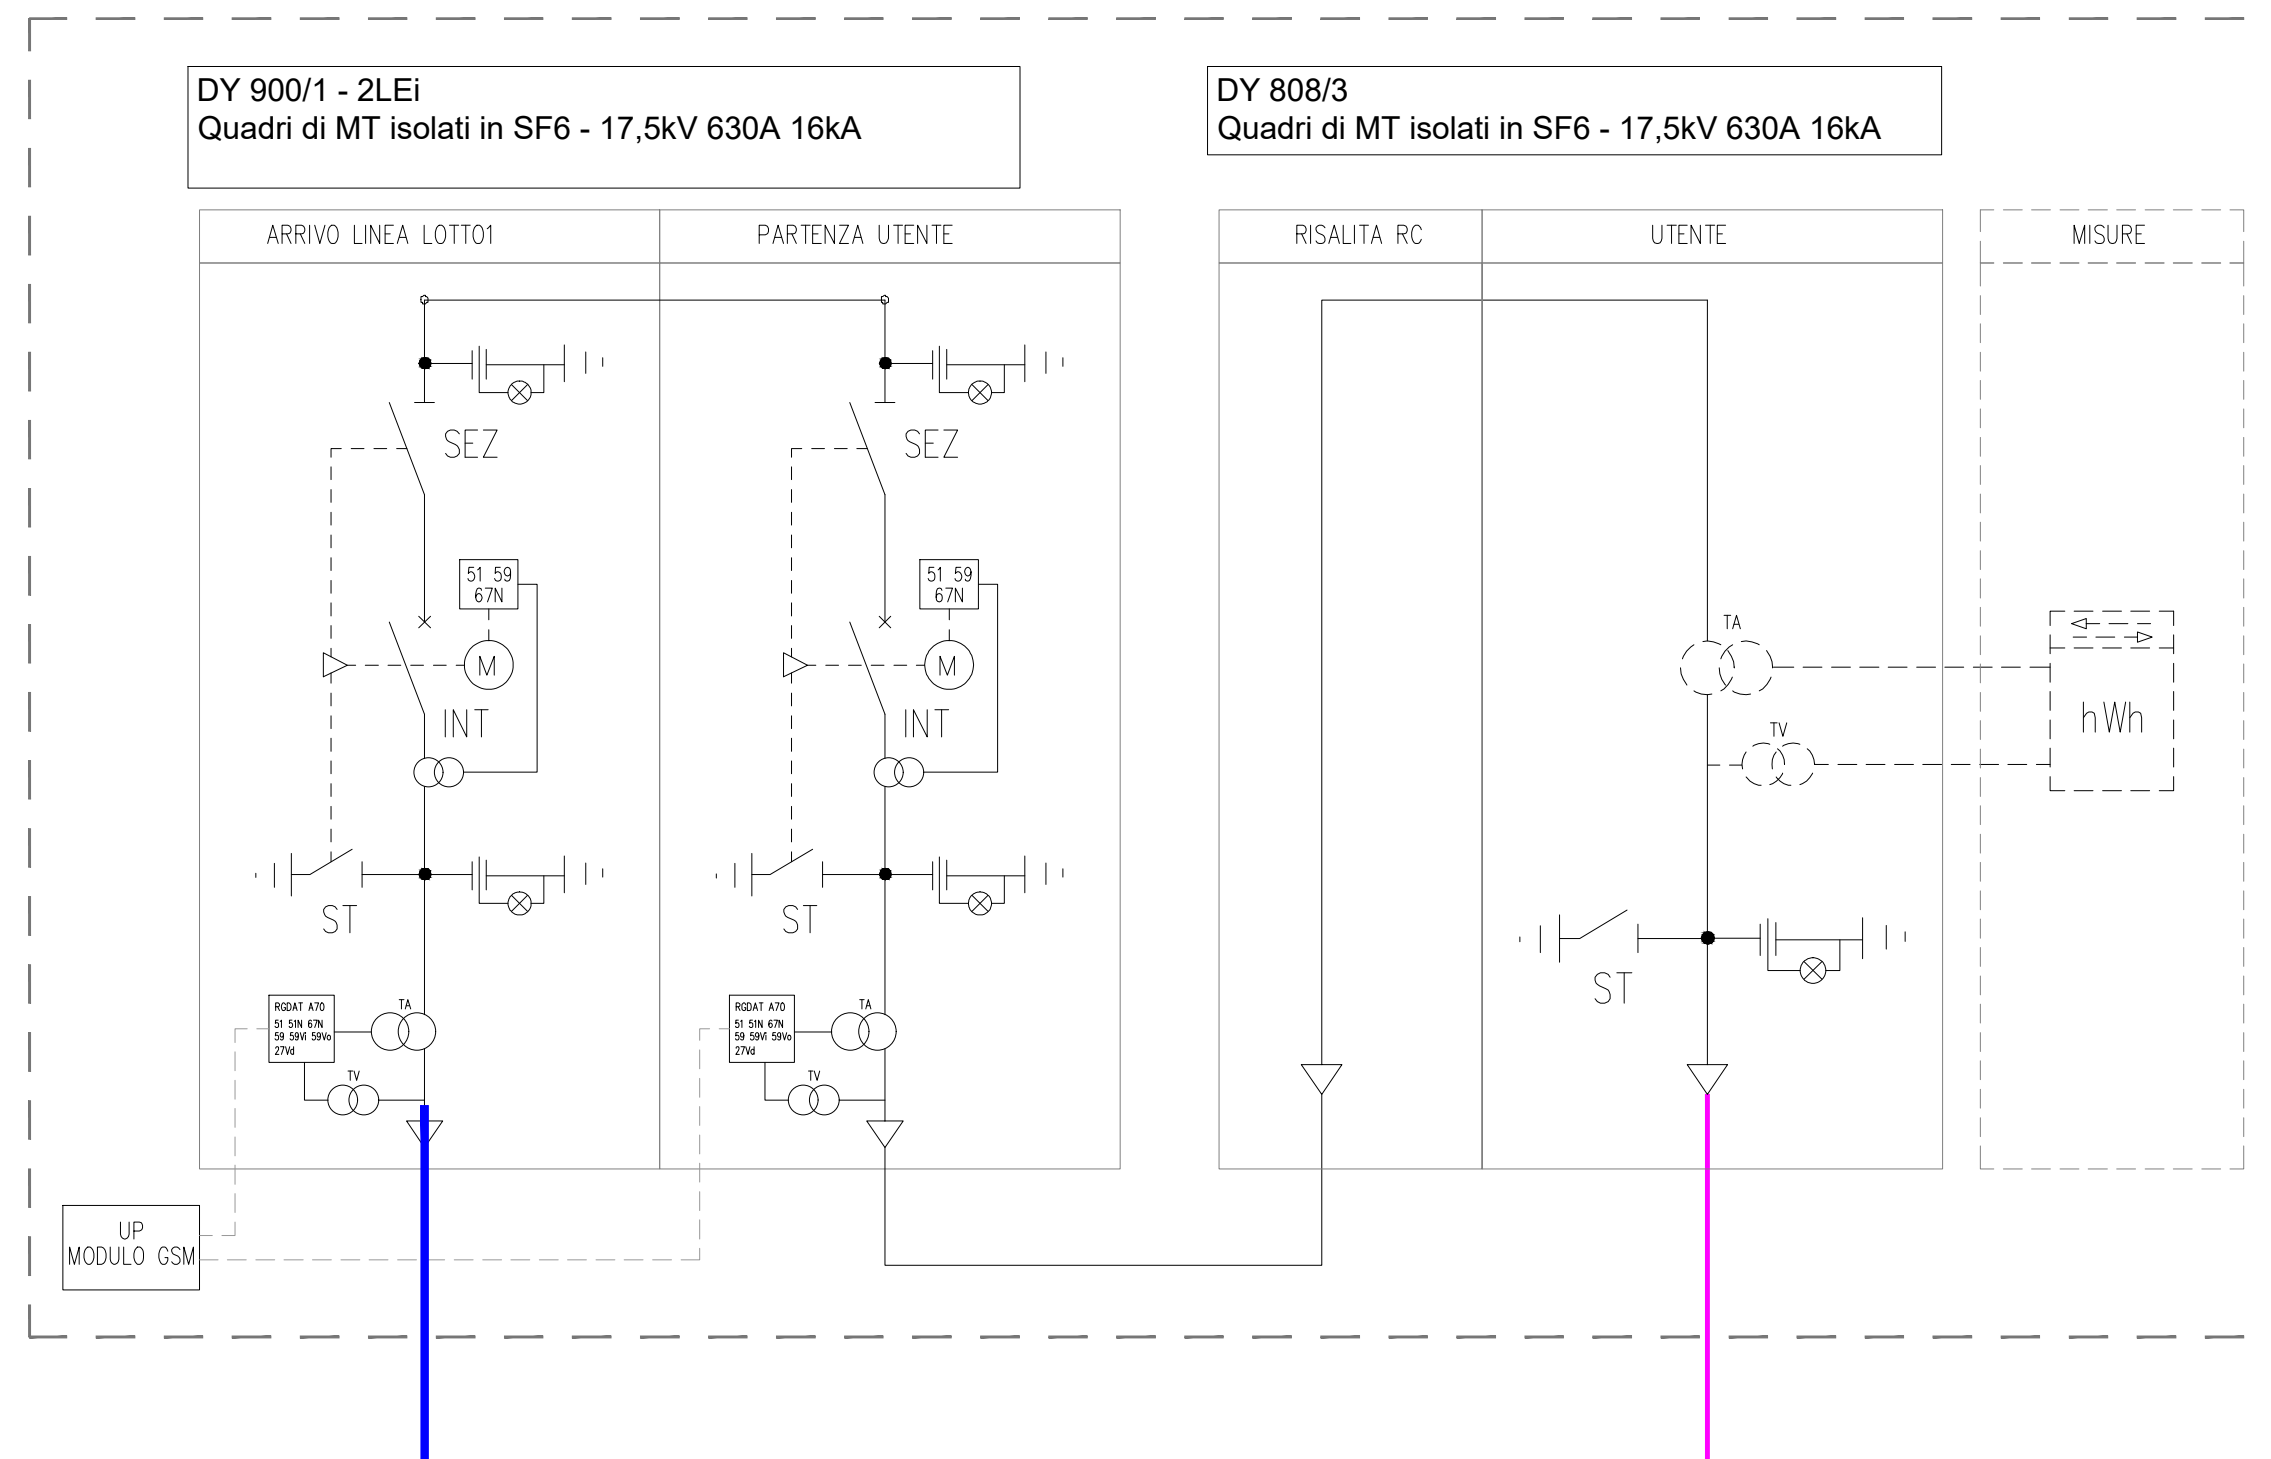 DY 900/1 - 2LEi
Quadri di MT isolati in SF6 - 17,5kV 630A 16kA
DY 808/3
Quadri di MT isolati in SF6 - 17,5kV 630A 16kA
ARRIVO LINEA LOTTO1
PARTENZA UTENTE
RISALITA RC
UTENTE
MISURE
SEZ
SEZ
51 59
67N
51 59
67N
M
M
INT
INT
TA
TV
hWh
ST
ST
ST
RGDAT A70
51 51N 67N
59 59Vi 59Vo
27Vd
TA
TV
RGDAT A70
51 51N 67N
59 59Vi 59Vo
27Vd
TA
TV
UP
MODULO GSM